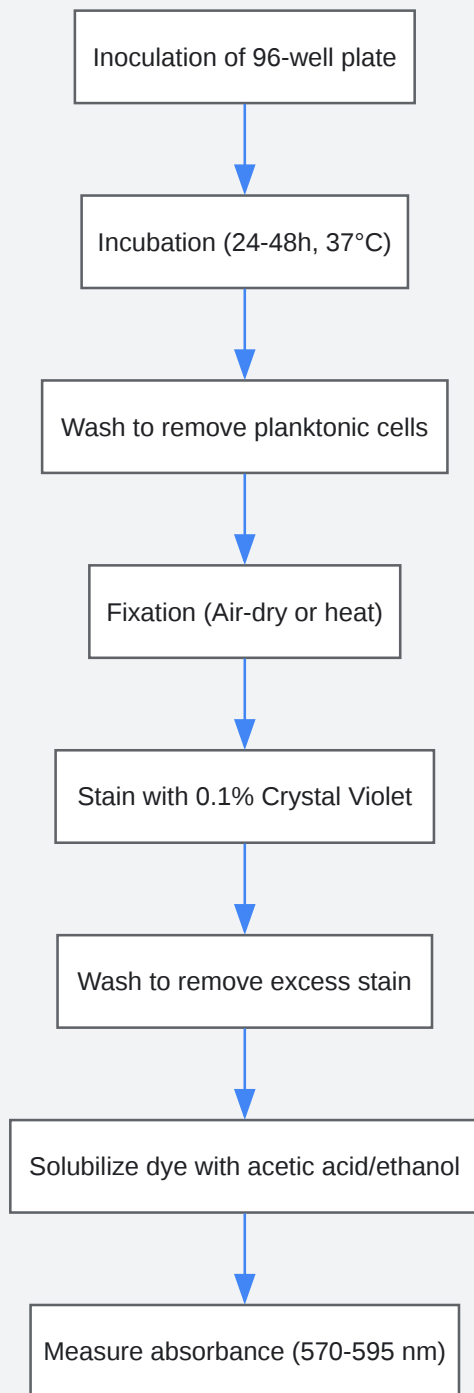 Inoculation of 96-well plate
Incubation (24-48h, 37°C)
Wash to remove planktonic cells
Fixation (Air-dry or heat)
Stain with 0.1% Crystal Violet
Wash to remove excess stain
Solubilize dye with acetic acid/ethanol
Measure absorbance (570-595 nm)